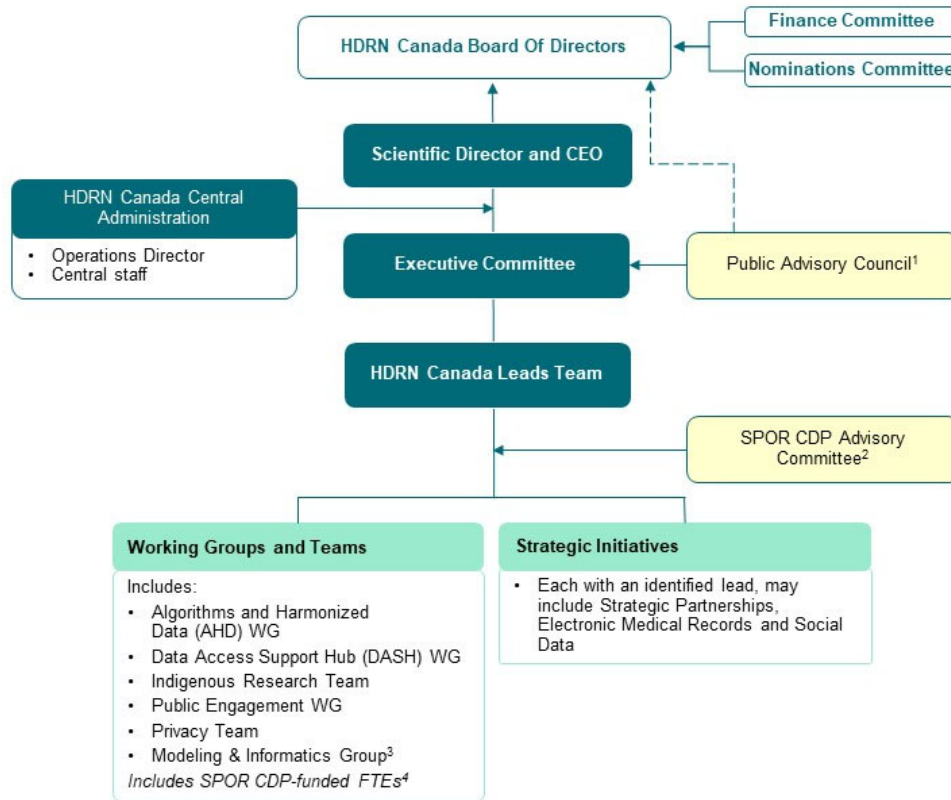 HDRN Canada Board Of Directors
Finance Committee
Nominations Committee
Scientific Director and CEO
HDRN Canada Central
Administration
• Operations Director
• Central staff
Executive Committee
Public Advisory Council¹
HDRN Canada Leads Team
SPOR CDP Advisory
Committee²
Working Groups and Teams
Includes:
• Algorithms and Harmonized
Data (AHD) WG
• Data Access Support Hub (DASH) WG
• Indigenous Research Team
• Public Engagement WG
• Privacy Team
• Modeling & Informatics Group³
Includes SPOR CDP-funded FTEs⁴
Strategic Initiatives
• Each with an identified lead, may
include Strategic Partnerships,
Electronic Medical Records and Social
Data